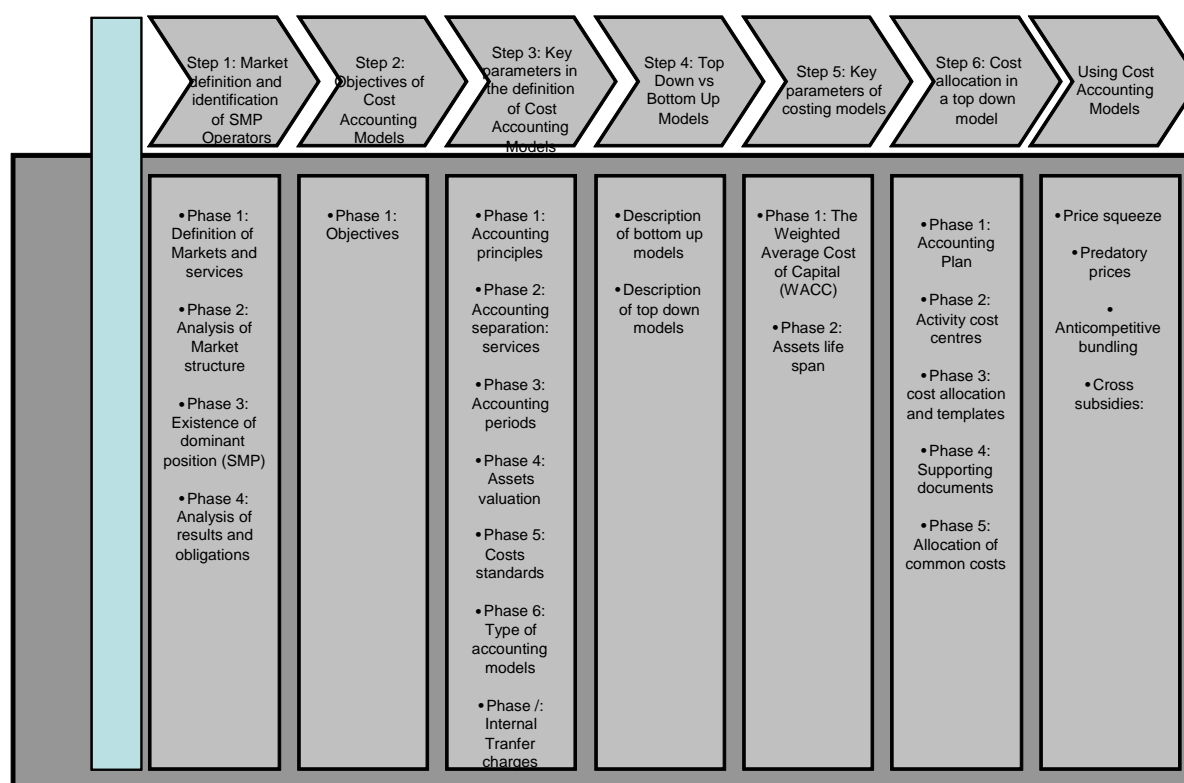 Step 1: Market
definition and
identification
of SMP
Operators
Step 2:
Objectives of
Cost
Accounting
Models
Step 3: Key
parameters in
the definition
of Cost
Accounting
Models
Step 4: Top
Down vs
Bottom Up
Models
Step 5: Key
parameters of
costing models
Step 6: Cost
allocation in
a top down
model
Using Cost
Accounting
Models
•Phase 1:
Definition of
Markets and
services
•Phase 2:
Analysis of
Market
structure
•Phase 3:
Existence of
dominant
position (SMP)
•Phase 4:
Analysis of
results and
obligations
•Phase 1:
Objectives
•Phase 1:
Accounting
principles
•Phase 2:
Accounting
separation:
services
•Phase 3:
Accounting
periods
•Phase 4:
Assets
valuation
•Phase 5:
Costs
standards
•Phase 6:
Type of
accounting
models
•Phase /:
Internal
Tranfer
charges
•Description
of bottom up
models
•Description
of top down
models
•Phase 1: The
Weighted
Average Cost
of Capital
(WACC)
•Phase 2:
Assets life
span
•Phase 1:
Accounting
Plan
•Phase 2:
Activity cost
centres
•Phase 3:
cost allocation
and templates
•Phase 4:
Supporting
documents
•Phase 5:
Allocation of
common costs
•Price squeeze
•Predatory
prices
•
Anticompetitive
bundling
•Cross
subsidies: